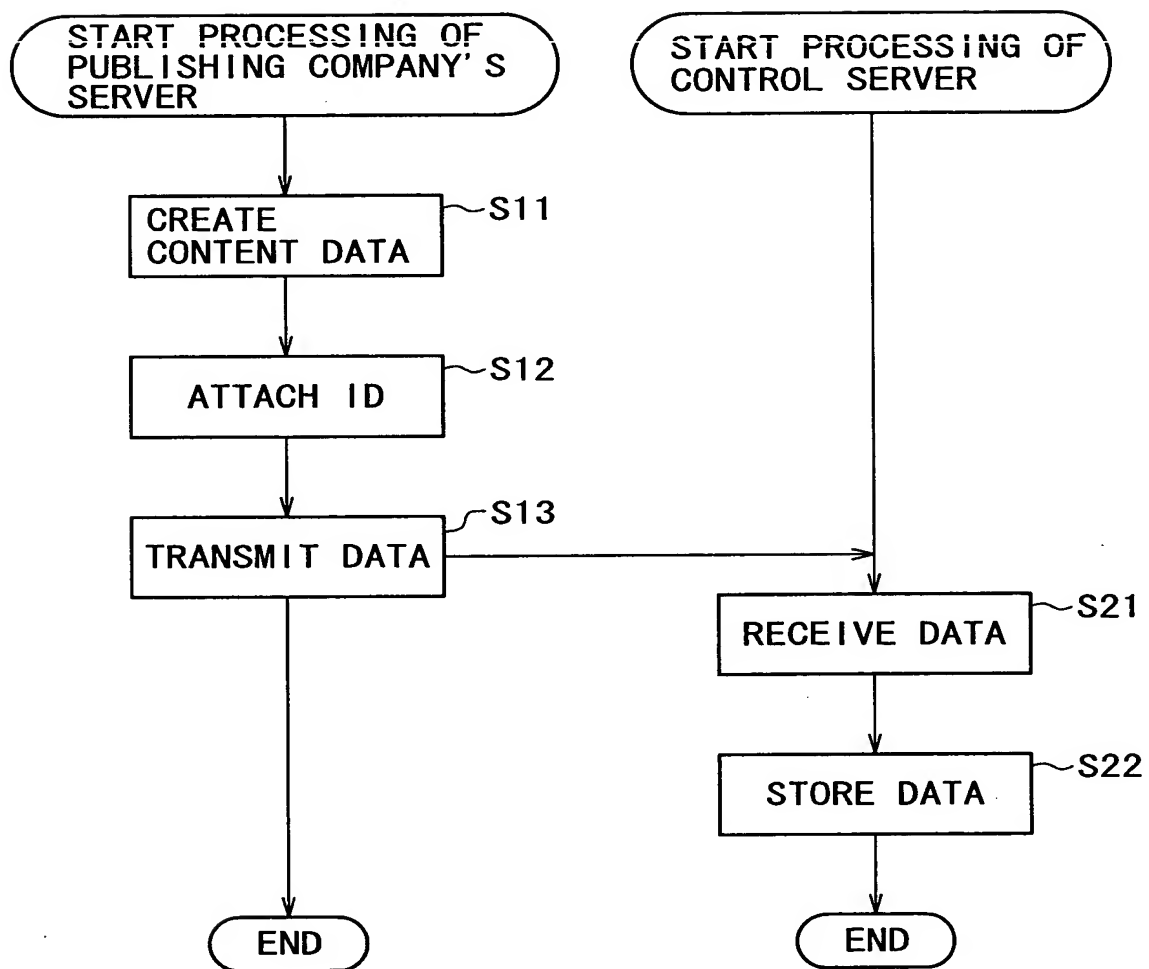 START PROCESSING OF
PUBLISHING COMPANY'S
SERVER
START PROCESSING OF
CONTROL SERVER
CREATE
CONTENT DATA
S11
ATTACH ID
S12
TRANSMIT DATA
S13
RECEIVE DATA
S21
STORE DATA
S22
END
END